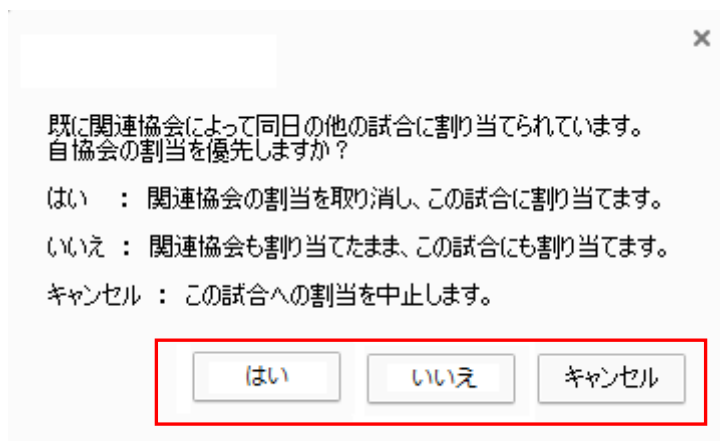 ×
既に関連協会によって同日の他の試合に割り当てられています。
自協会の割当を優先しますか？
はい ： 関連協会の割当を取り消し、この試合に割り当てます。
いいえ ： 関連協会も割り当てたまま、この試合にも割り当てます。
キャンセル ： この試合への割当を中止します。
はい いいえ キャンセル